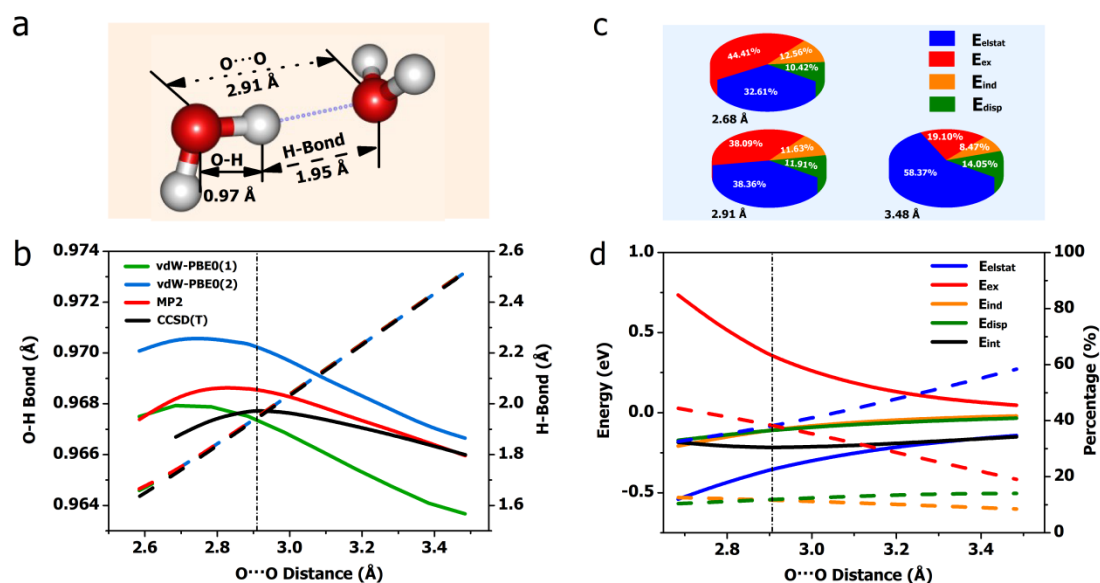 a
O···O
2.91 Å
O-H
0.97 Å
H-Bond
1.95 Å
c
44.41%
12.56%
10.42%
32.61%
2.68 Å
Eelstat
Eex
Eind
Edisp
38.09%
11.63%
11.91%
38.36%
2.91 Å
19.10%
8.47%
14.05%
58.37%
3.48 Å
b
vdW-PBE0(1)
vdW-PBE0(2)
MP2
CCSD(T)
O-H Bond (Å)
0.974
0.972
0.970
0.968
0.966
0.964
2.6
2.5
2.4
2.2
2.1
2.0
1.8
1.7
1.6
H-Bond (Å)
2.6 2.8 3.0 3.2 3.4
O···O Distance (Å)
d
Eelstat
Eex
Eind
Edisp
Eint
Energy (eV)
1.0
0.5
0.0
-0.5
100
80
60
40
20
0
Percentage (%)
2.8 3.0 3.2 3.4
O···O Distance (Å)